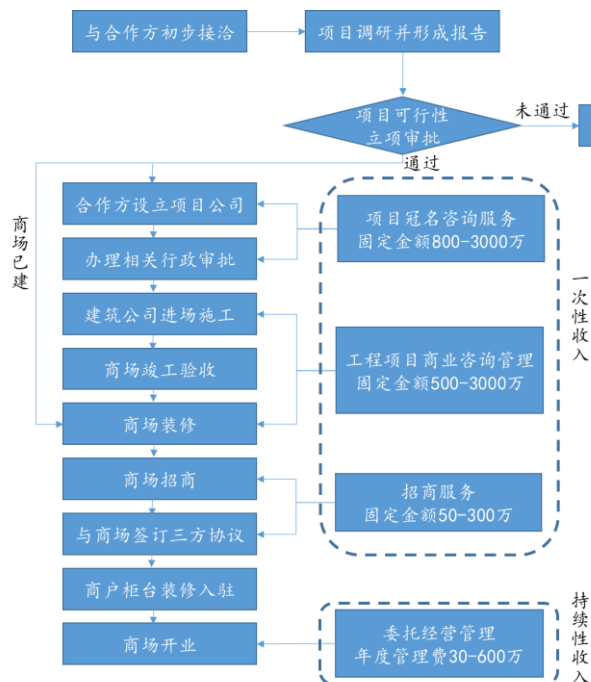 与合作方初步接洽
项目调研并形成报告
项目可行性
立项审批
未通过
通过
商场已建
合作方设立项目公司
办理相关行政审批
建筑公司进场施工
商场竣工验收
商场装修
商场招商
与商场签订三方协议
商户柜台装修入驻
商场开业
项目冠名咨询服务
固定金额800-3000万
工程项目商业咨询管理
固定金额500-3000万
招商服务
固定金额50-300万
一次性收入
委托经营管理
年度管理费30-600万
持续性收入